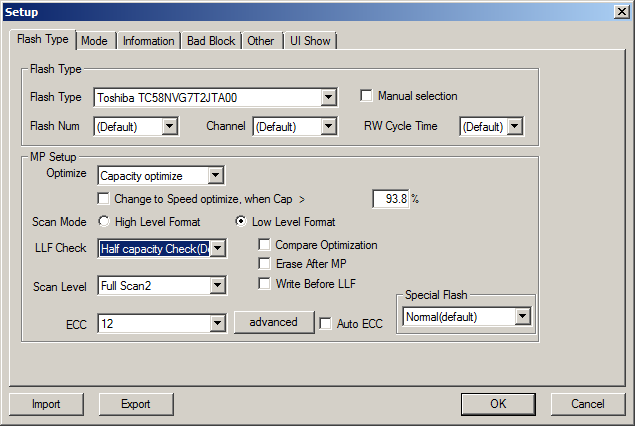 Setup
Flash Type Mode Information Bad Block Other UI Show
Flash Type
Flash Type Toshiba TC58NVG7T2JTA00 Manual selection
Flash Num (Default) Channel (Default) RW Cycle Time (Default)
MP Setup
Optimize Capacity optimize
Change to Speed optimize, when Cap > 93.8 %
Scan Mode High Level Format Low Level Format
LLF Check Half capacity Check(De Compare Optimization
Erase After MP
Scan Level Full Scan2 Write Before LLF
Special Flash
ECC 12 advanced Auto ECC Normal(default)
Import Export OK Cancel